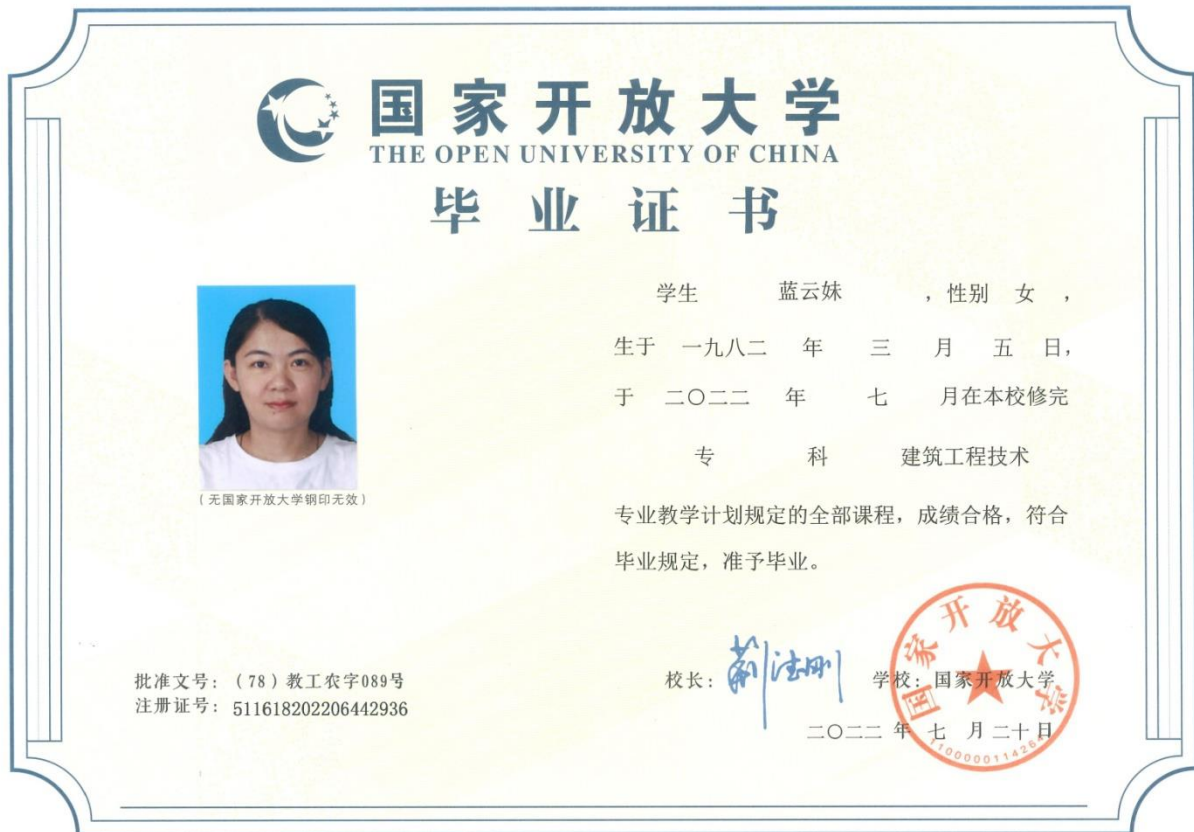 国家开放大学
THE OPEN UNIVERSITY OF CHINA
毕业证书
学生 蓝云妹 ，性别 女 ，
生于 一九八二 年 三 月 五 日，
于 二〇二二 年 七 月在本校修完
专 科 建筑工程技术
专业教学计划规定的全部课程，成绩合格，符合
毕业规定，准予毕业。
（无国家开放大学钢印无效）
批准文号：（78）教工农字089号
注册证号：511618202206442936
校长：荆德刚 学校：国家开放大学
二〇二二 年 七 月 二十 日
国家开放大学